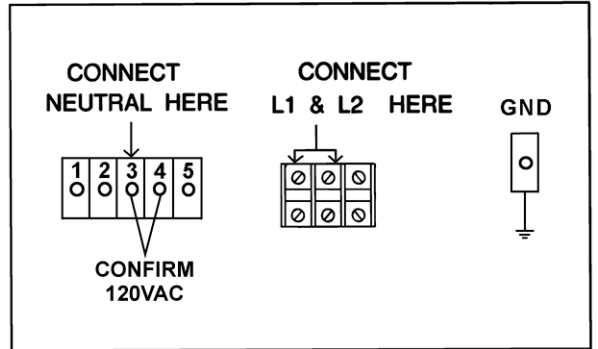 CONNECT
NEUTRAL HERE
1 2 3 4 5
CONFIRM
120VAC
CONNECT
L1 & L2 HERE
GND